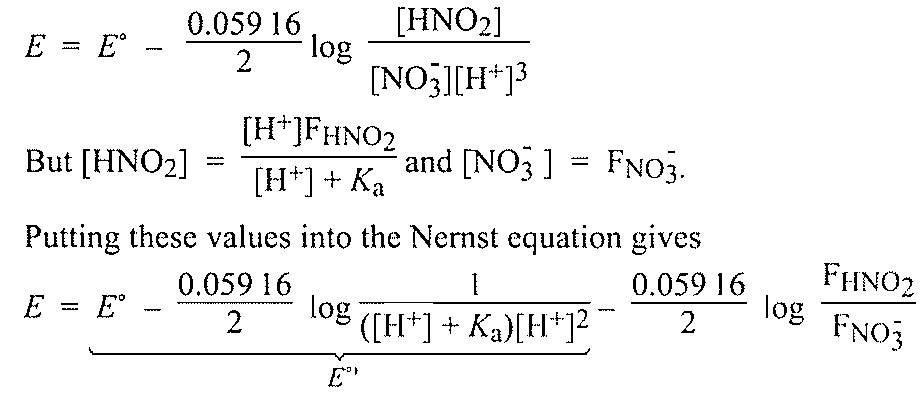 E = E° − 0.059 16/2 log [HNO₂]/[NO₃⁻][H⁺]³
But [HNO₂] = [H⁺]F_HNO₂/[H⁺] + Kₐ and [NO₃⁻] = F_NO₃⁻.
Putting these values into the Nernst equation gives
E = E° − 0.059 16/2 log 1/([H⁺] + Kₐ)[H⁺]² − 0.059 16/2 log F_HNO₂/F_NO₃⁻
E°'